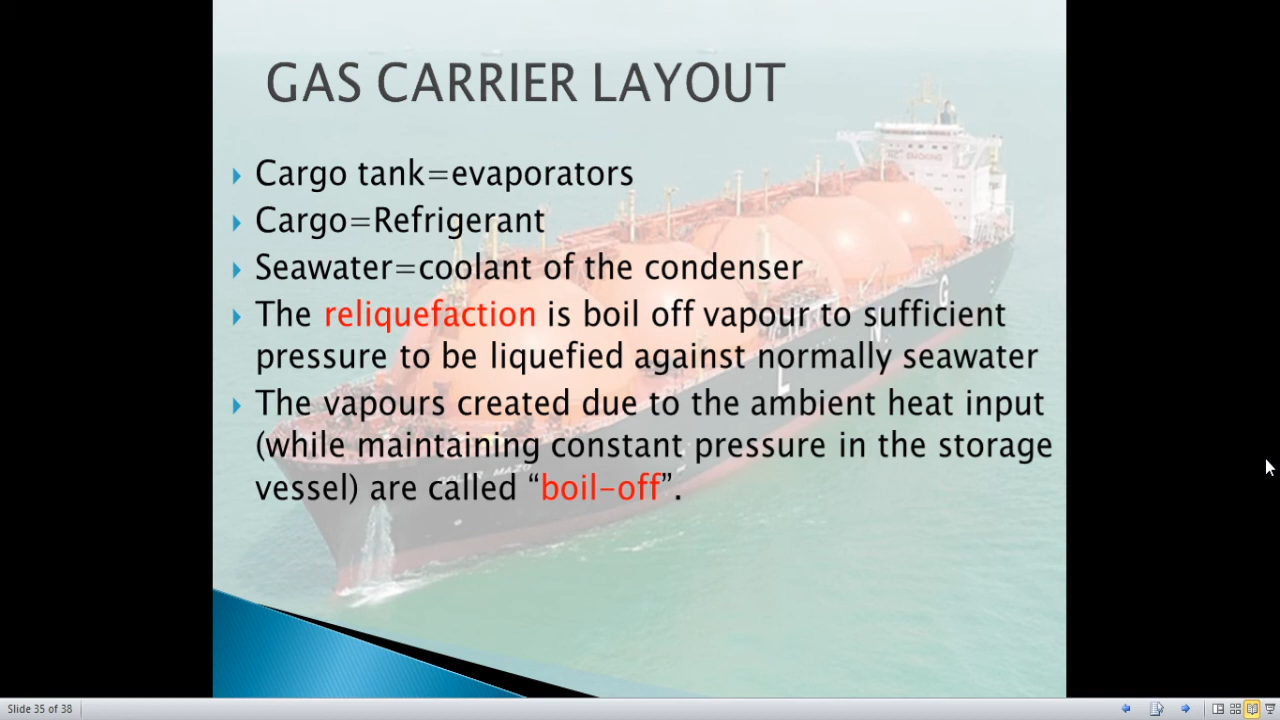 GAS CARRIER LAYOUT
Cargo tank=evaporators
Cargo=Refrigerant
Seawater=coolant of the condenser
The reliquefaction is boil off vapour to sufficient
pressure to be liquefied against normally seawater
The vapours created due to the ambient heat input
(while maintaining constant pressure in the storage
vessel) are called “boil-off”.
SMOKING
L
G
Slide 35 of 38